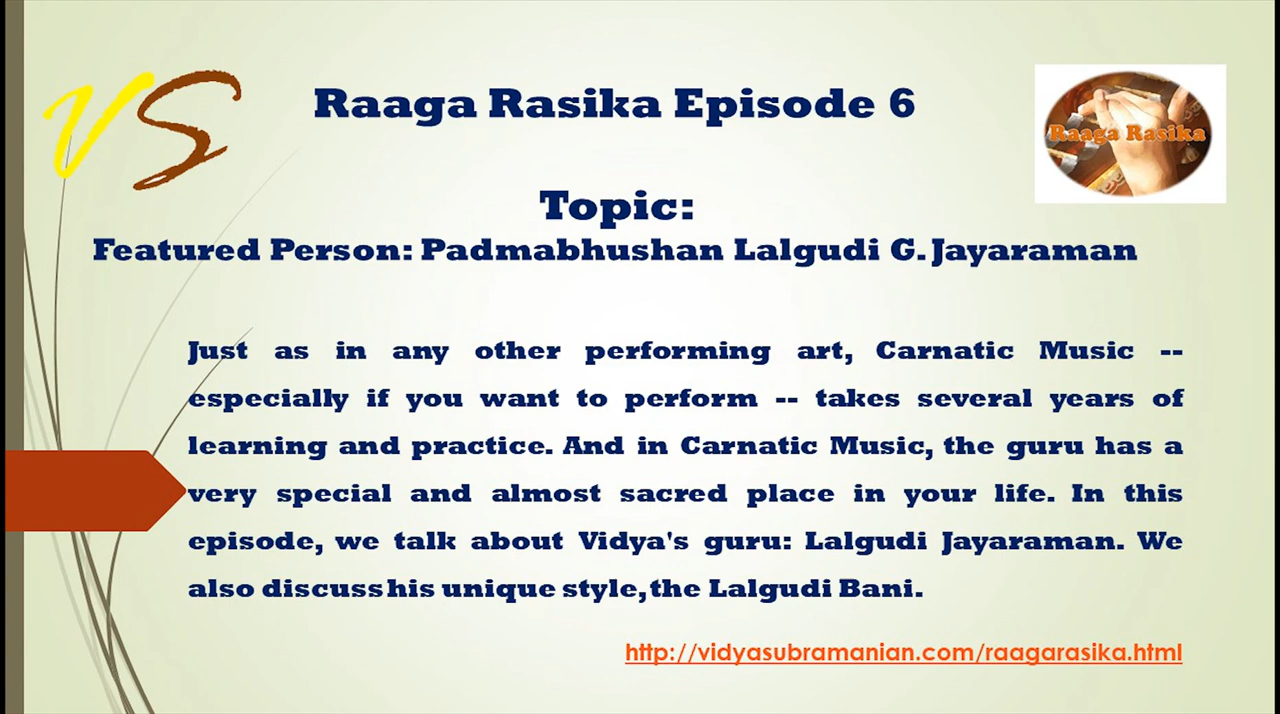 VS
Raaga Rasika Episode 6
Raaga Rasika
Topic:
Featured Person: Padmabhushan Lalgudi G. Jayaraman
Just as in any other performing art, Carnatic Music --
especially if you want to perform -- takes several years of
learning and practice. And in Carnatic Music, the guru has a
very special and almost sacred place in your life. In this
episode, we talk about Vidya's guru: Lalgudi Jayaraman. We
also discuss his unique style, the Lalgudi Bani.
http://vidyasubramanian.com/raagarasika.html